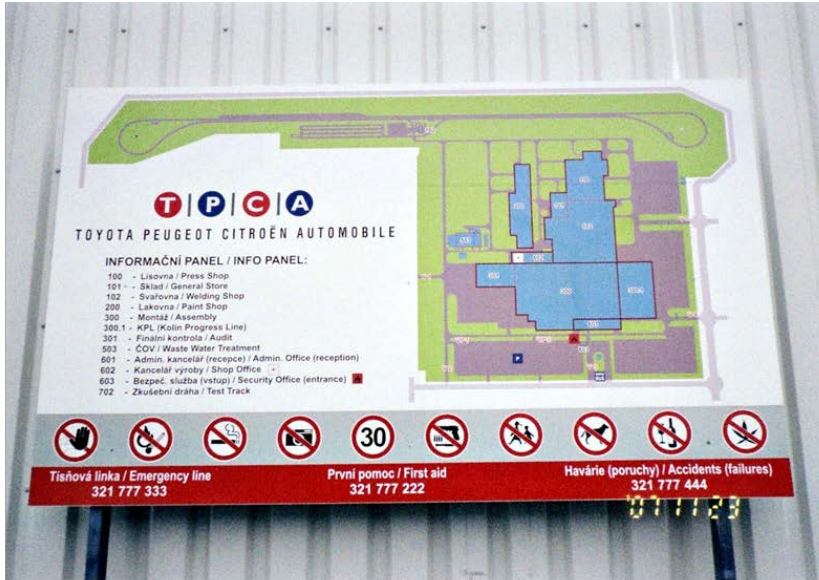 T|P|C|A
TOYOTA PEUGEOT CITROËN AUTOMOBILE
INFORMAČNÍ PANEL / INFO PANEL:
100 - Lisovna / Press Shop
101 - Sklad / General Store
102 - Svařovna / Welding Shop
200 - Lakovna / Paint Shop
300 - Montáž / Assembly
300.1 - KPL (Kolin Progress Line)
301 - Finální kontrola / Audit
503 - ČOV / Waste Water Treatment
601 - Admin. kancelář (recepce) / Admin. Office (reception)
602 - Kancelář výroby / Shop Office
603 - Bezpeč. služba (vstup) / Security Office (entrance)
702 - Zkušební dráha / Test Track
503
602
300
P
30
Tísňová linka / Emergency line
321 777 333
První pomoc / First aid
321 777 222
Havárie (poruchy) / Accidents (failures)
321 777 444
'07 11 23